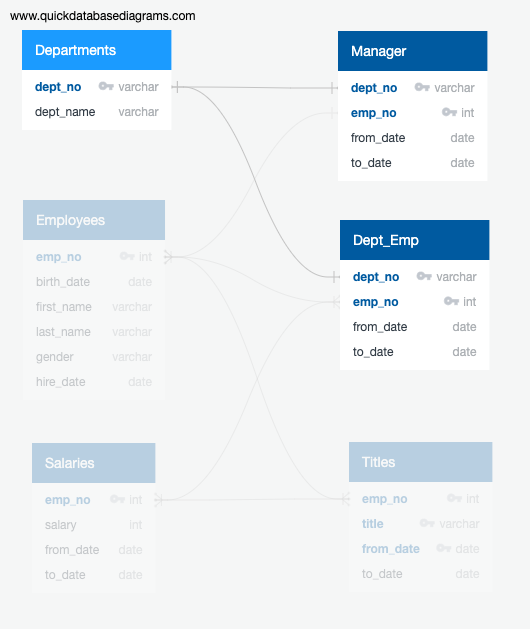 www.quickdatabasediagrams.com
Departments
dept_no varchar
dept_name varchar
Manager
dept_no varchar
emp_no int
from_date date
to_date date
Employees
emp_no int
birth_date date
first_name varchar
last_name varchar
gender varchar
hire_date date
Dept_Emp
dept_no varchar
emp_no int
from_date date
to_date date
Salaries
emp_no int
salary int
from_date date
to_date date
Titles
emp_no int
title varchar
from_date date
to_date date